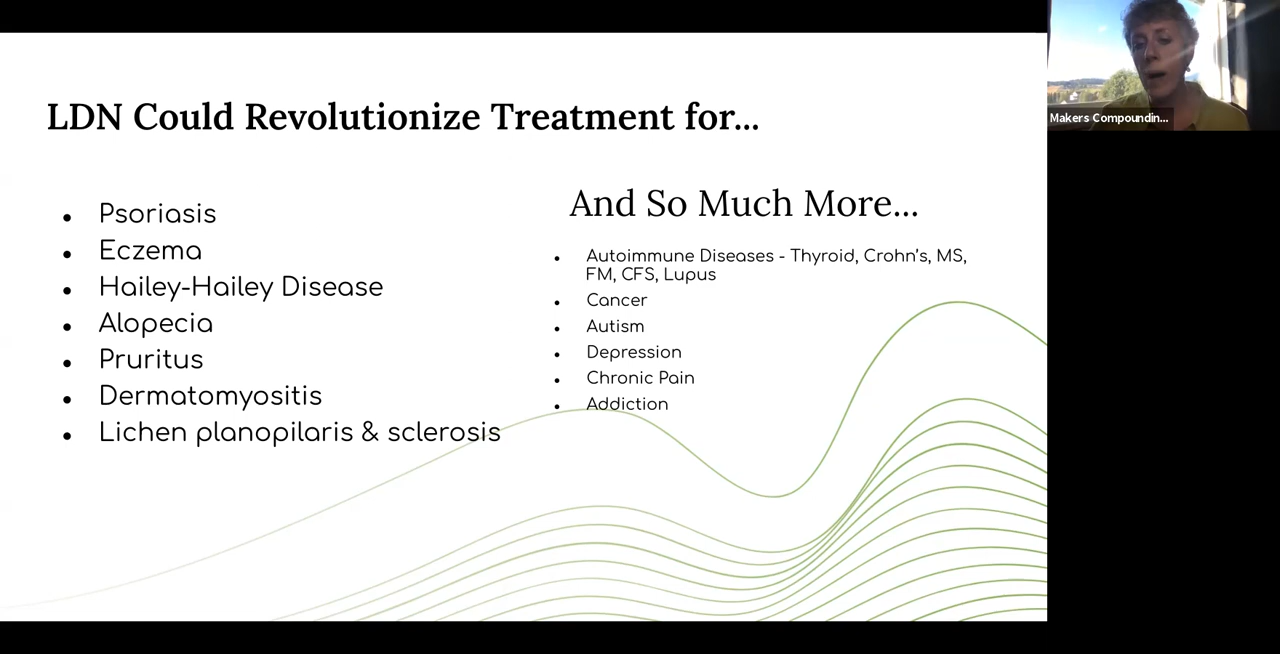 LDN Could Revolutionize Treatment for...
Psoriasis
Eczema
Hailey-Hailey Disease
Alopecia
Pruritus
Dermatomyositis
Lichen planopilaris & sclerosis
And So Much More...
Autoimmune Diseases - Thyroid, Crohn's, MS,
FM, CFS, Lupus
Cancer
Autism
Depression
Chronic Pain
Addiction
Makers Compoundin...